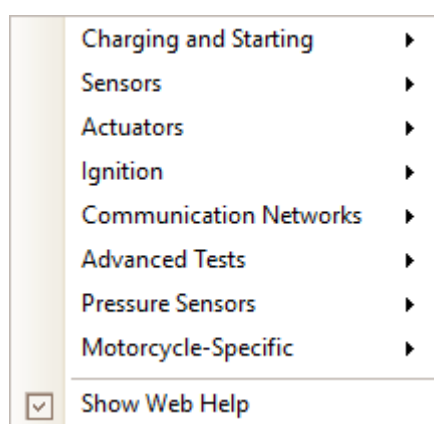 Charging and Starting
Sensors
Actuators
Ignition
Communication Networks
Advanced Tests
Pressure Sensors
Motorcycle-Specific
Show Web Help